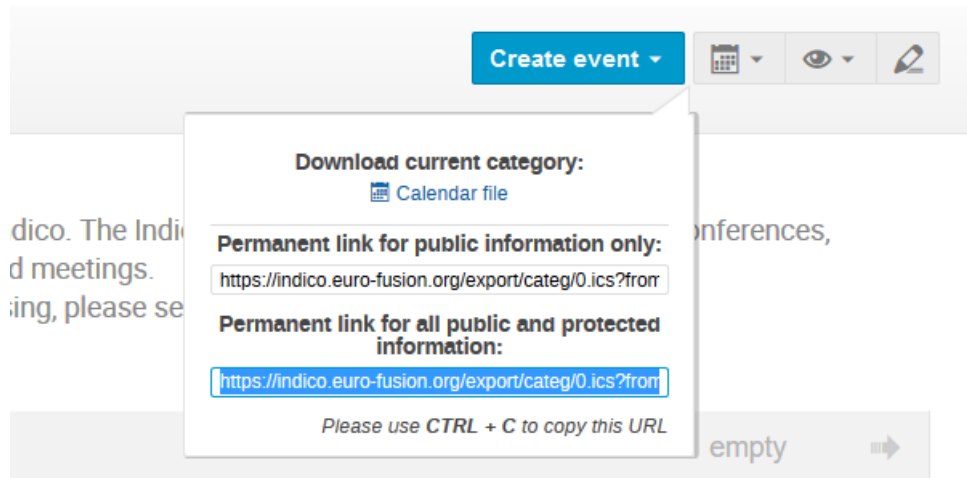 Create event
Download current category:
Calendar file
dico. The Indi
onferences,
d meetings.
sing, please se
Permanent link for public information only:
https://indico.euro-fusion.org/export/categ/0.ics?from
Permanent link for all public and protected
information:
https://indico.euro-fusion.org/export/categ/0.ics?from
Please use CTRL + C to copy this URL
empty